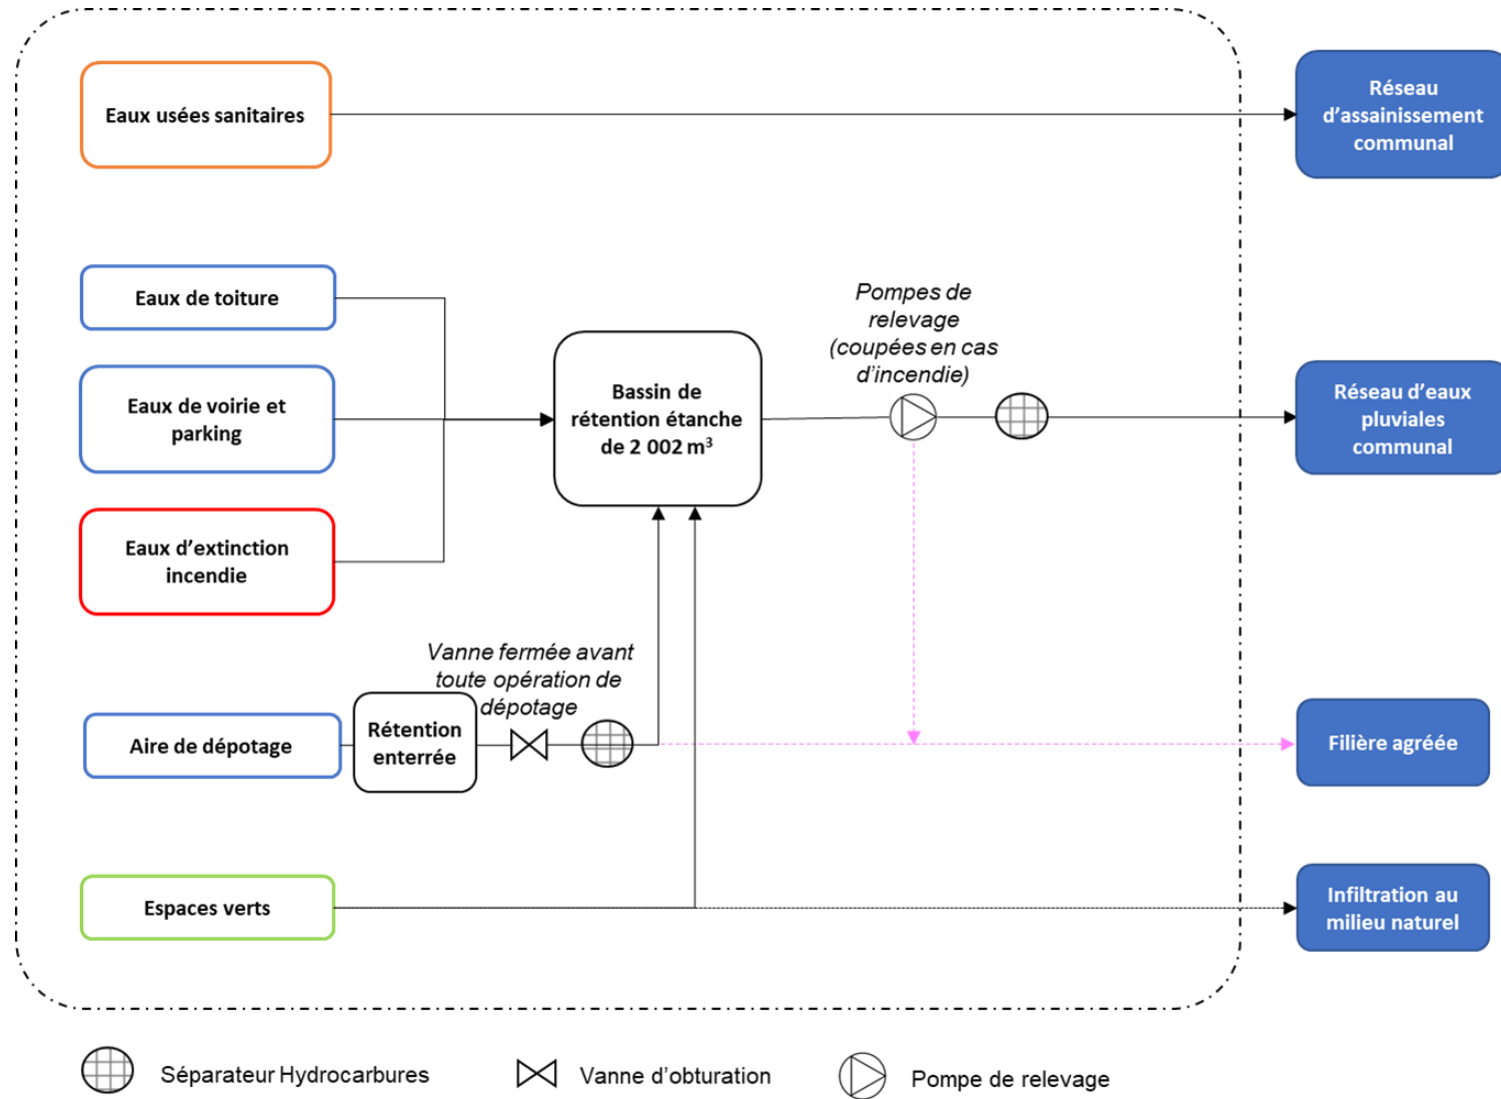 Eaux usées sanitaires
Réseau
d’assainissement
communal
Eaux de toiture
Eaux de voirie et
parking
Eaux d’extinction
incendie
Bassin de
rétention étanche
de 2 002 m³
Pompes de
relevage
(coupées en cas
d’incendie)
Réseau d’eaux
pluviales
communal
Vanne fermée avant
toute opération de
dépotage
Aire de dépotage
Rétention
enterrée
Filière agréée
Espaces verts
Infiltration au
milieu naturel
Séparateur Hydrocarbures
Vanne d’obturation
Pompe de relevage